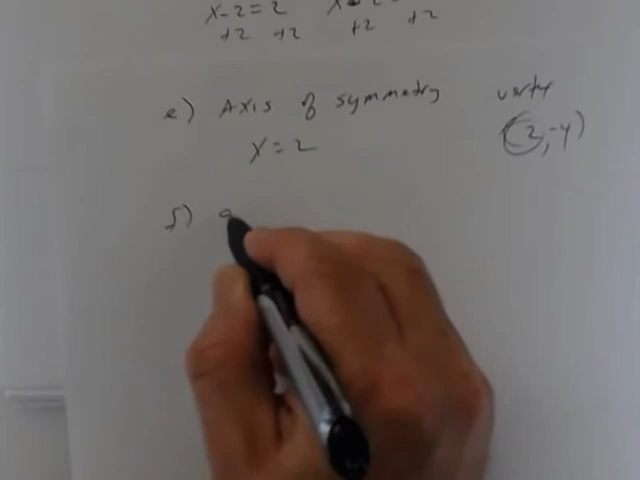 x-2=2
+2 +2 +2 +2
e) Axis of symmetry vertex
x=2 (2,-4)
f)